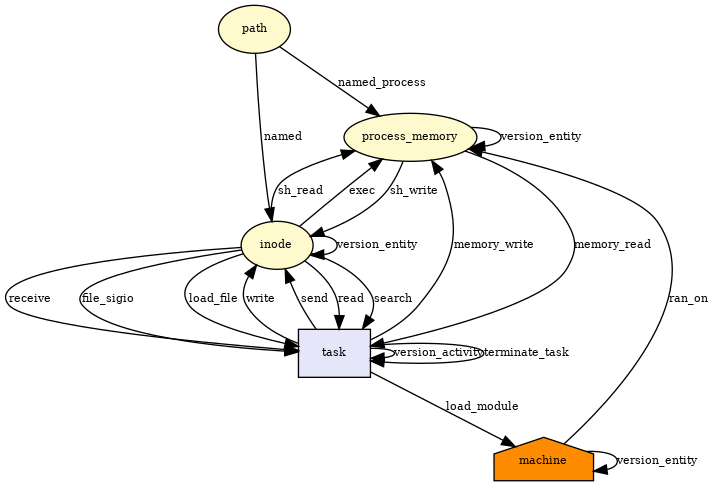 path
named_process
named
process_memory
version_entity
sh_read
exec
sh_write
inode
version_entity
memory_write
memory_read
receive
file_sigio
load_file
write
send
read
search
ran_on
task
version_activity
terminate_task
load_module
machine
version_entity